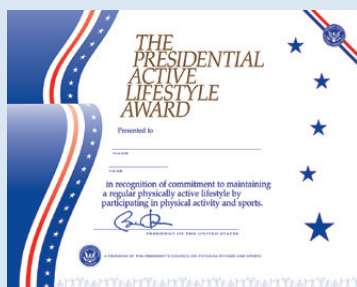 THE
PRESIDENTIAL
ACTIVE
LIFESTYLE
AWARD
Presented to
NAME
YEAR
in recognition of commitment to maintaining
a regular physically active lifestyle by
participating in physical activity and sports.
PRESIDENT OF THE UNITED STATES
A PROGRAM OF THE PRESIDENT'S COUNCIL ON PHYSICAL FITNESS AND SPORTS